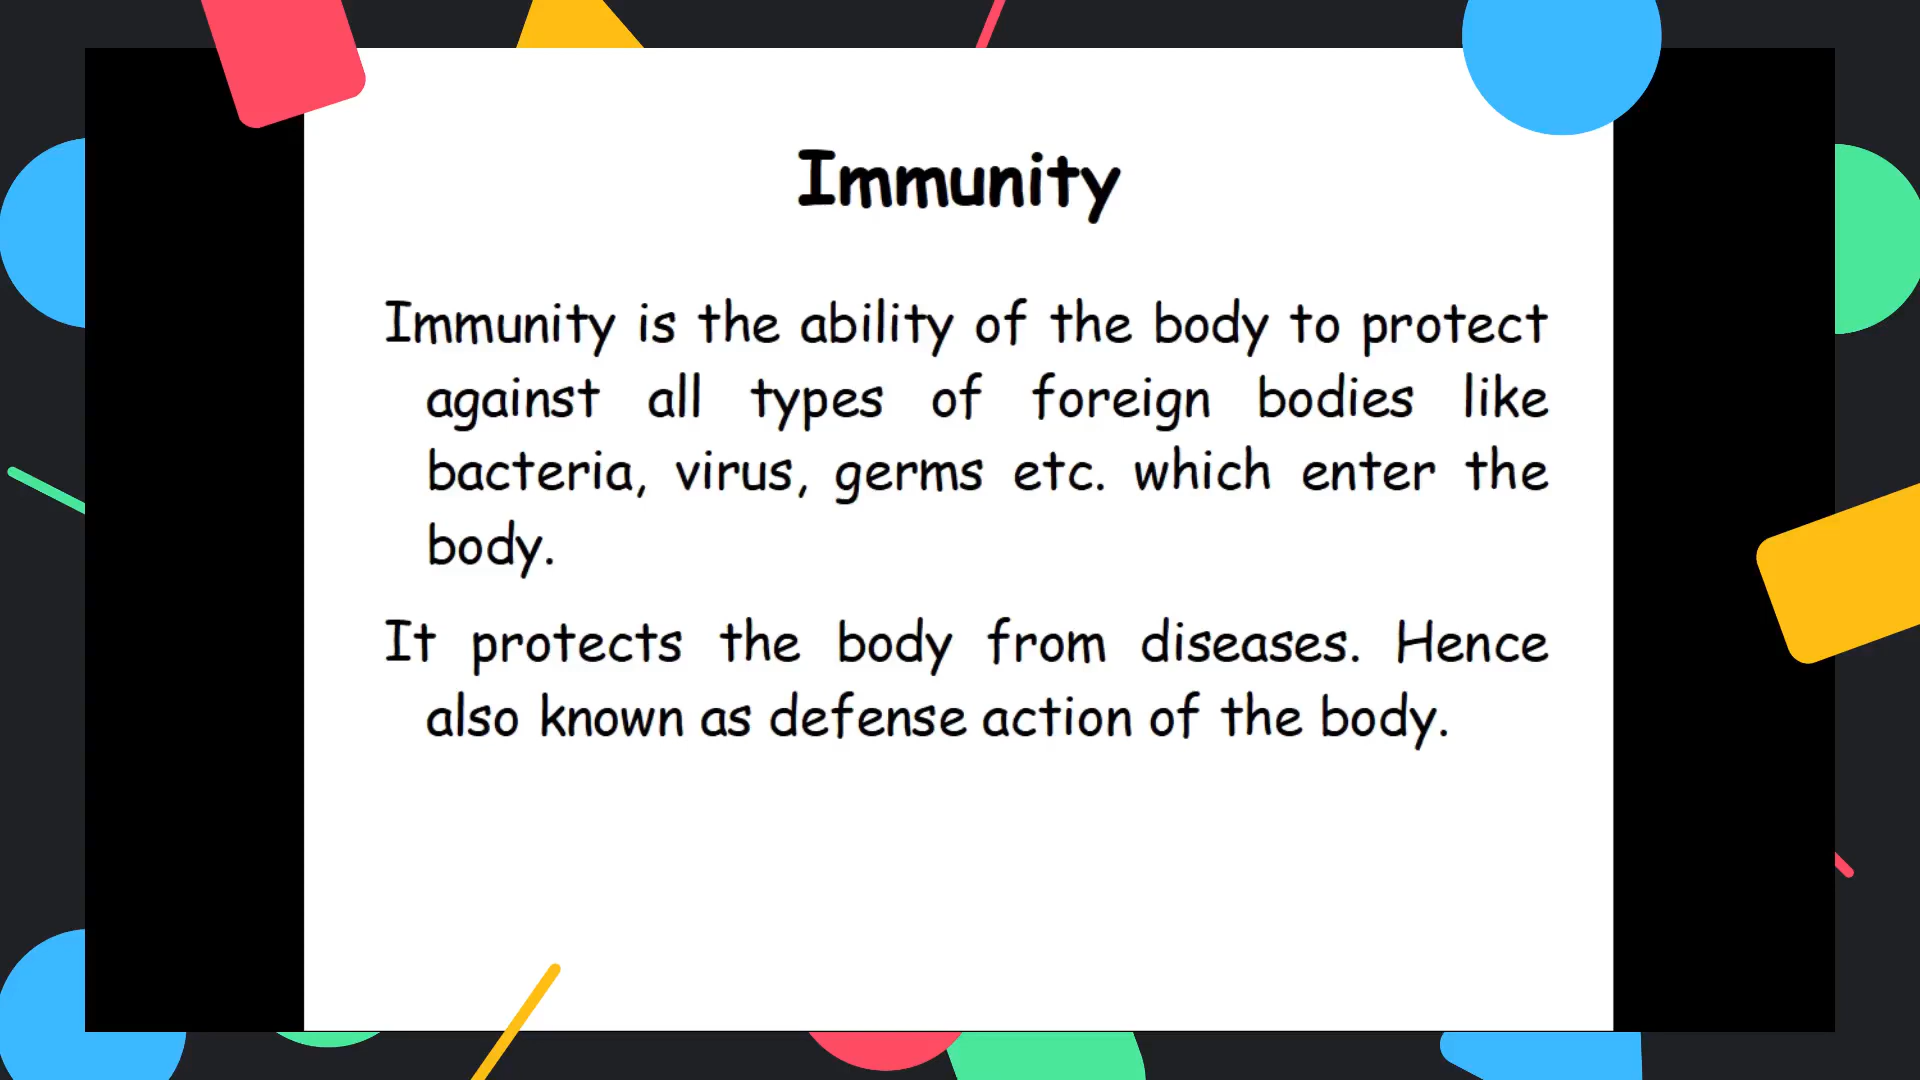 Immunity
Immunity is the ability of the body to protect
against all types of foreign bodies like
bacteria, virus, germs etc. which enter the
body.
It protects the body from diseases. Hence
also known as defense action of the body.